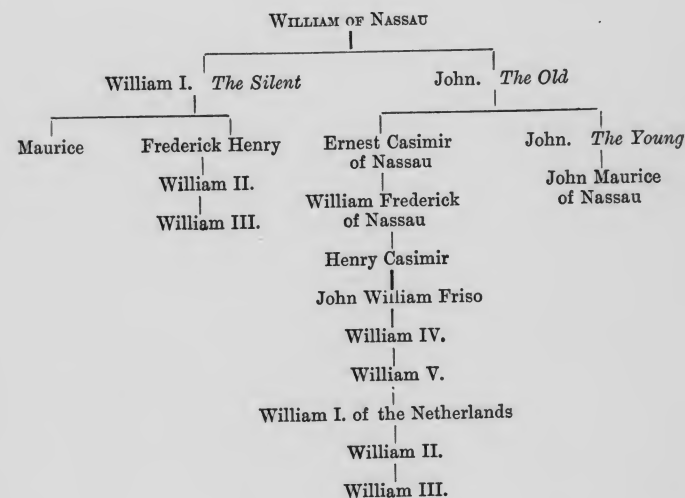 WILLIAM OF NASSAU
William I. The Silent
John. The Old
Maurice
Frederick Henry
William II.
William III.
Ernest Casimir
of Nassau
William Frederick
of Nassau
Henry Casimir
John William Friso
William IV.
William V.
William I. of the Netherlands
William II.
William III.
John. The Young
John Maurice
of Nassau